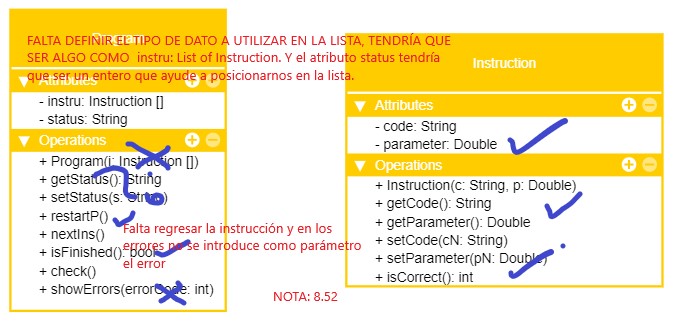 Program
FALTA DEFINIR EL TIPO DE DATO A UTILIZAR EN LA LISTA, TENDRÍA QUE
SER ALGO COMO instru: List of Instruction. Y el atributo status tendría
que ser un entero que ayude a posicionarnos en la lista.
Attributes
- instru: Instruction []
- status: String
Operations
+ Program(i: Instruction [])
+ getStatus(): String
+ setStatus(s: String)
+ restartP()
+ nextIns()
+ isFinished(): bool
+ check()
+ showErrors(errorCode: int)
Falta regresar la instrucción y en los
errores no se introduce como parámetro
el error
NOTA: 8.52
Instruction
Attributes
- code: String
- parameter: Double
Operations
+ Instruction(c: String, p: Double)
+ getCode(): String
+ getParameter(): Double
+ setCode(cN: String)
+ setParameter(pN: Double)
+ isCorrect(): int